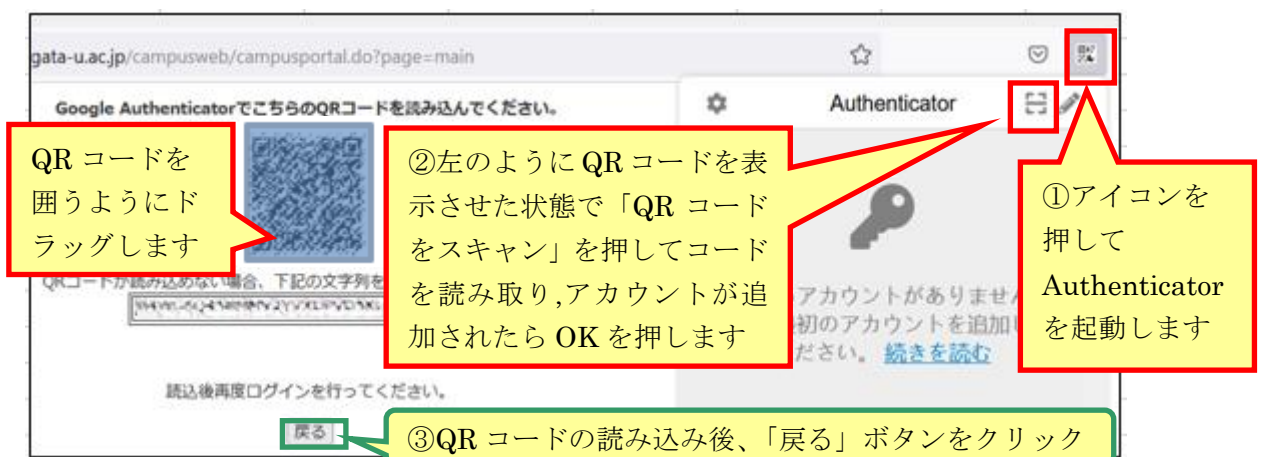 gata-u.ac.jp/campusweb/campusportal.do?page=main
Google AuthenticatorでこちらのQRコードを読み込んでください。
Authenticator
QR コードを
囲うようにド
ラッグします
②左のように QR コードを表
示させた状態で「QR コード
をスキャン」を押してコード
を読み取り,アカウントが追
加されたら OK を押します
①アイコンを
押して
Authenticator
を起動します
QRコードが読み込めない場合、下記の文字列を
アカウントがありませ
初のアカウントを追加
ださい。 続きを読む
読込後再度ログインを行ってください。
戻る
③QR コードの読み込み後、「戻る」ボタンをクリック